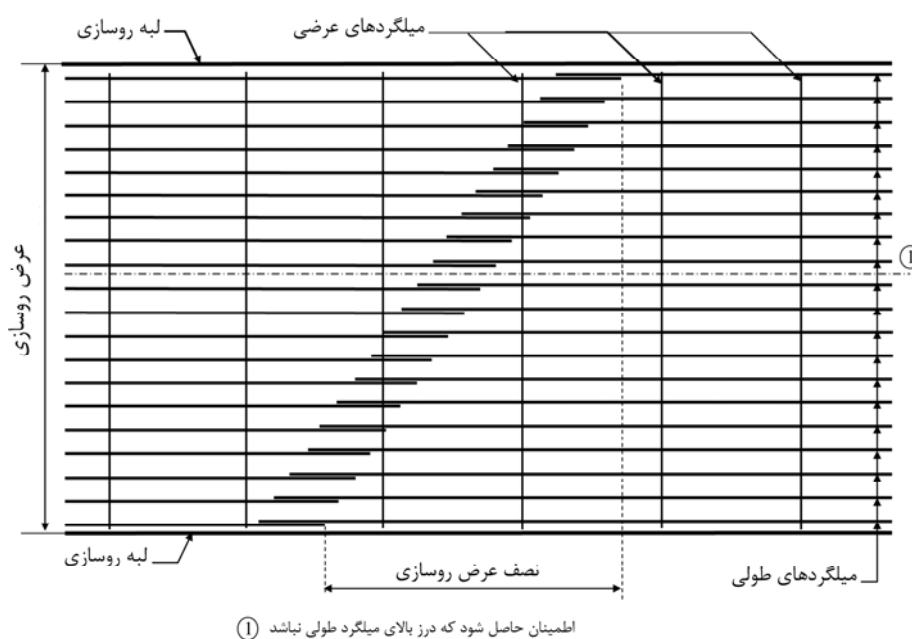 لبه روسازی
میلگردهای عرضی
عرض روسازی
①
لبه روسازی
نصف عرض روسازی
میلگردهای طولی
① اطمینان حاصل شود که درز بالای میلگرد طولی نباشد